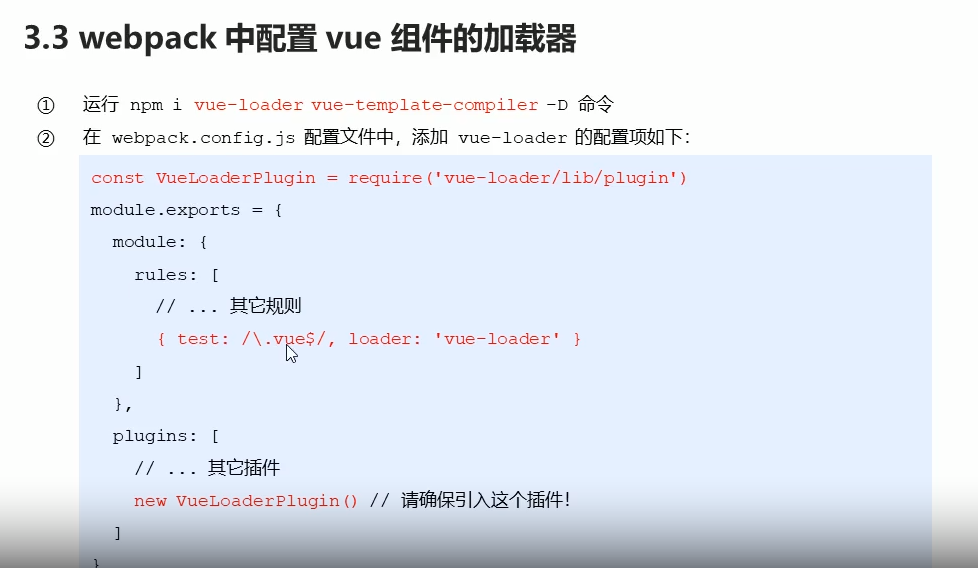 3.3 webpack 中配置 vue 组件的加载器
① 运行 npm i vue-loader vue-template-compiler -D 命令
② 在 webpack.config.js 配置文件中，添加 vue-loader 的配置项如下：
const VueLoaderPlugin = require('vue-loader/lib/plugin')
module.exports = {
  module: {
    rules: [
      // ... 其它规则
      { test: /\.vue$/, loader: 'vue-loader' }
    ]
  },
  plugins: [
    // ... 其它插件
    new VueLoaderPlugin() // 请确保引入这个插件！
  ]
}